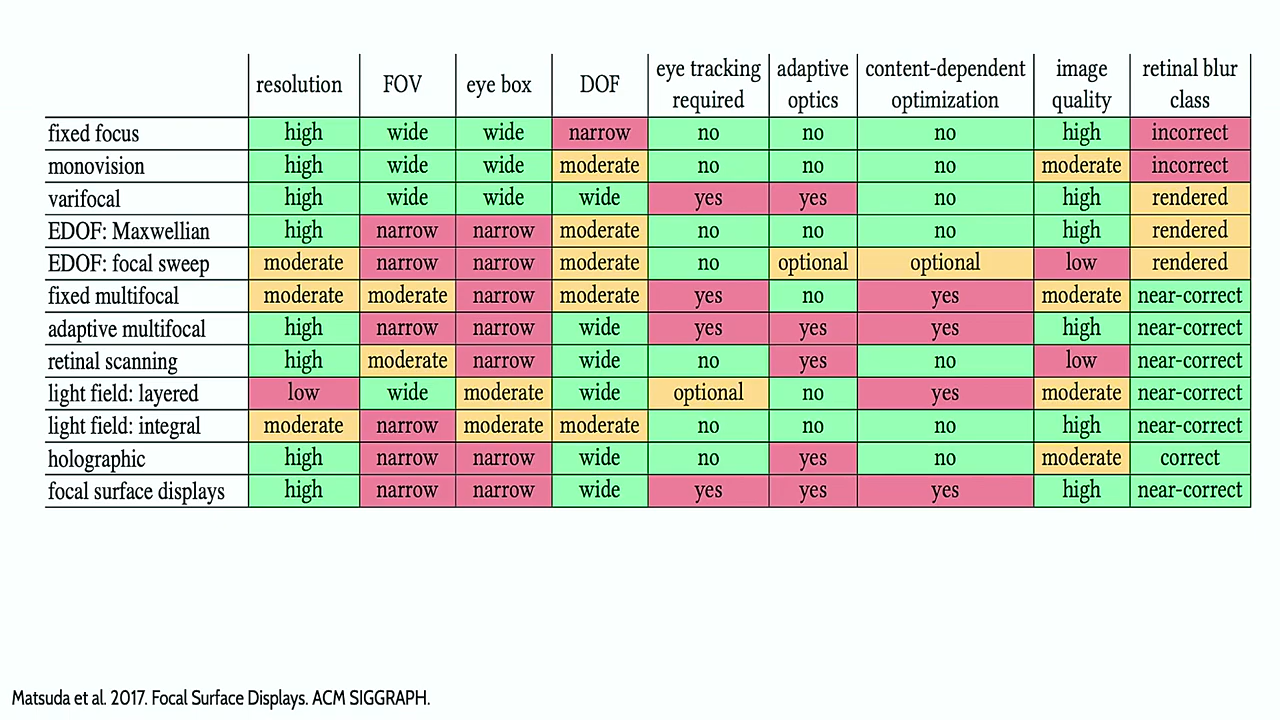 resolution FOV eye box DOF eye tracking required adaptive optics content-dependent optimization image quality retinal blur class
fixed focus high wide wide narrow no no no high incorrect
monovision high wide wide moderate no no no moderate incorrect
varifocal high wide wide wide yes yes no high rendered
EDOF: Maxwellian high narrow narrow moderate no no no high rendered
EDOF: focal sweep moderate narrow narrow moderate no optional optional low rendered
fixed multifocal moderate moderate narrow moderate yes no yes moderate near-correct
adaptive multifocal high narrow narrow wide yes yes yes high near-correct
retinal scanning high moderate narrow wide no yes no low near-correct
light field: layered low wide moderate wide optional no yes moderate near-correct
light field: integral moderate narrow moderate moderate no no no high near-correct
holographic high narrow narrow wide no yes no moderate correct
focal surface displays high narrow narrow wide yes yes yes high near-correct
Matsuda et al. 2017. Focal Surface Displays. ACM SIGGRAPH.